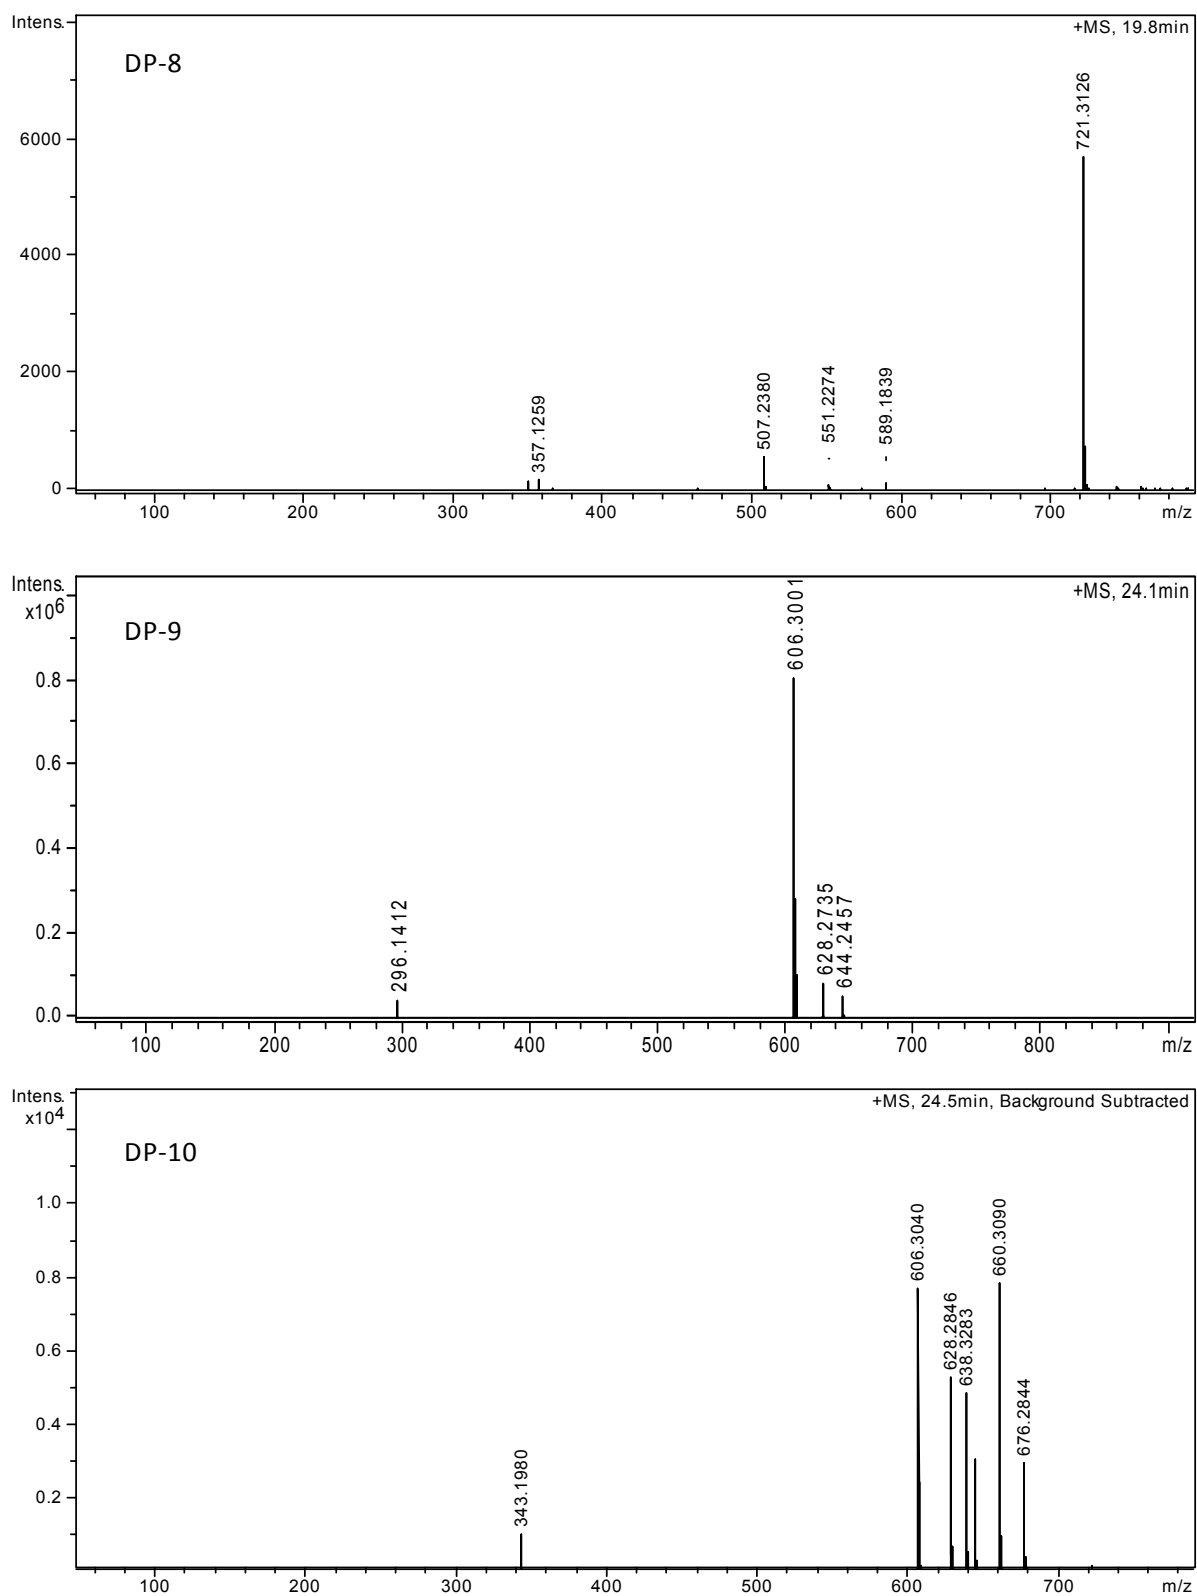 Intens.
+MS, 19.8min
DP-8
721.3126
6000
4000
2000
507.2380
551.2274
589.1839
357.1259
0
100 200 300 400 500 600 700 m/z
Intens.
x10^6
+MS, 24.1min
DP-9
606.3001
0.8
0.6
0.4
628.2735
644.2457
296.1412
0.2
0.0
100 200 300 400 500 600 700 800 m/z
Intens.
x10^4
+MS, 24.5min, Background Subtracted
DP-10
1.0
606.3040
660.3090
0.8
628.2846
638.3283
0.6
0.4
676.2844
343.1980
0.2
100 200 300 400 500 600 700 m/z